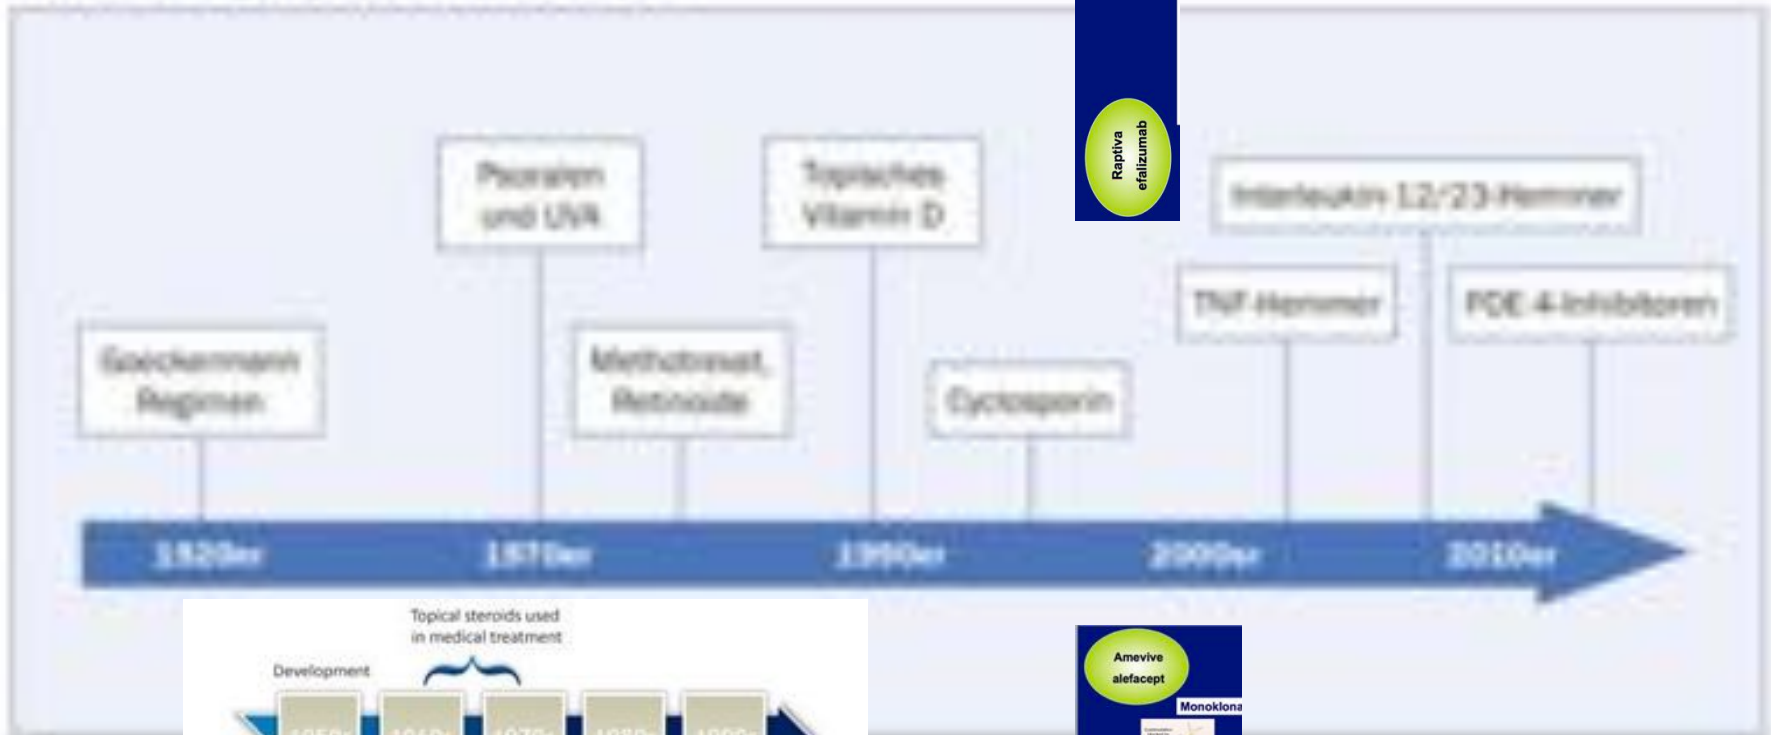 Raptiva
efalizumab
Psoralen
und UVA
Topisches
Vitamin D
Interleukin-12/23-Hemmer
TNF-Hemmer
PDE-4-Inhibitoren
Goeckermann
Regimen
Methotrexat,
Retinoide
Cyclosporin
1920er
1970er
1990er
2000er
2010er
Topical steroids used
in medical treatment
Development
Amevive
alefacept
Monoklona